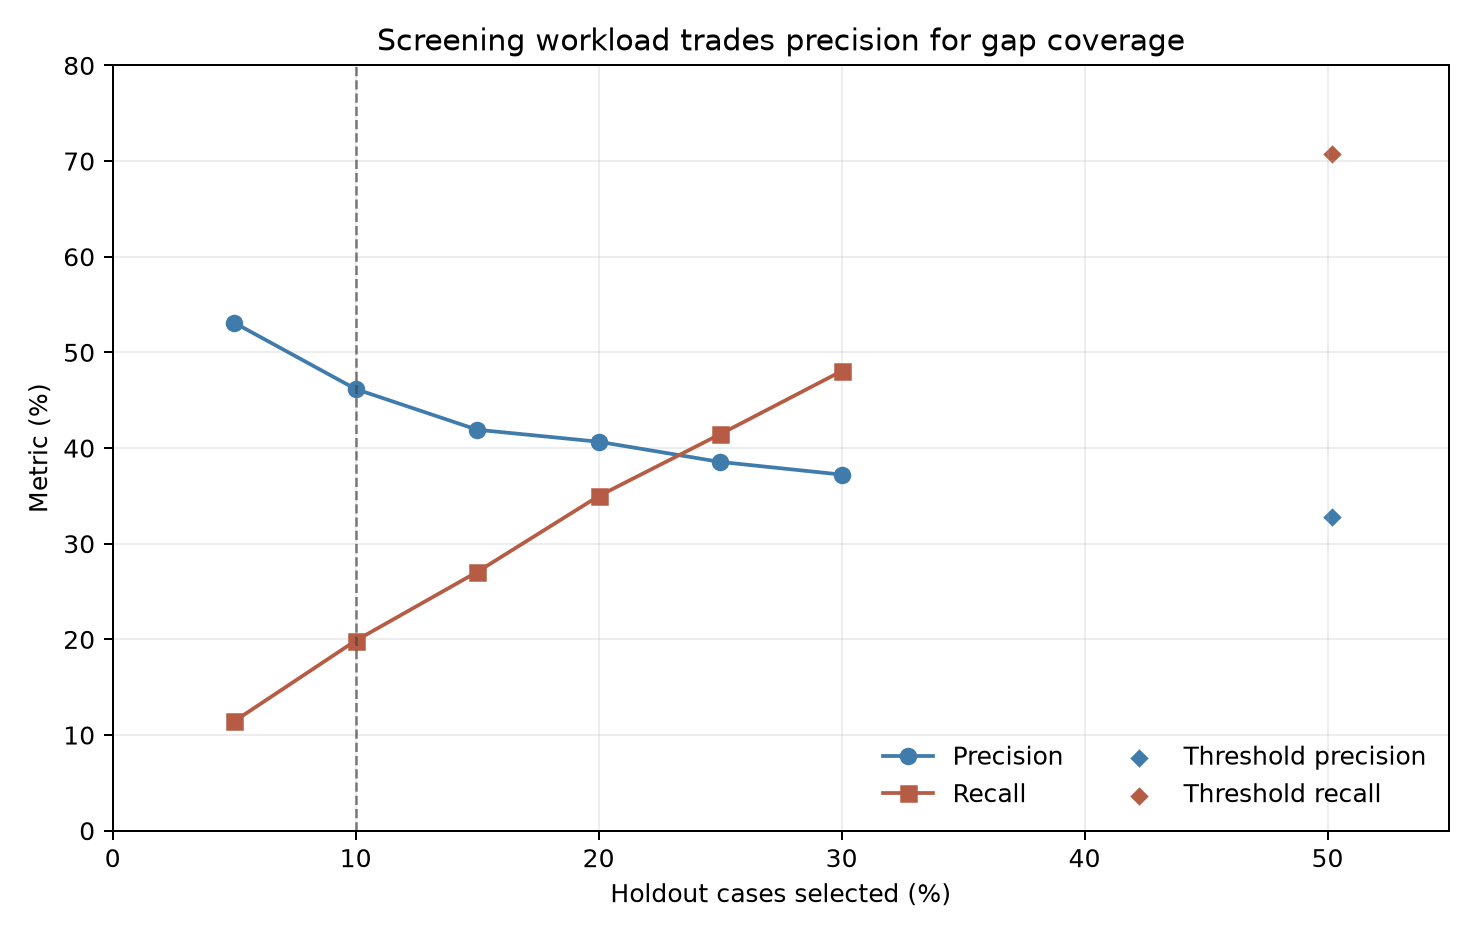 Screening workload trades precision for gap coverage
80
70
60
50
40
30
20
10
0
Metric (%)
0 10 20 30 40 50
Holdout cases selected (%)
Precision
Recall
Threshold precision
Threshold recall